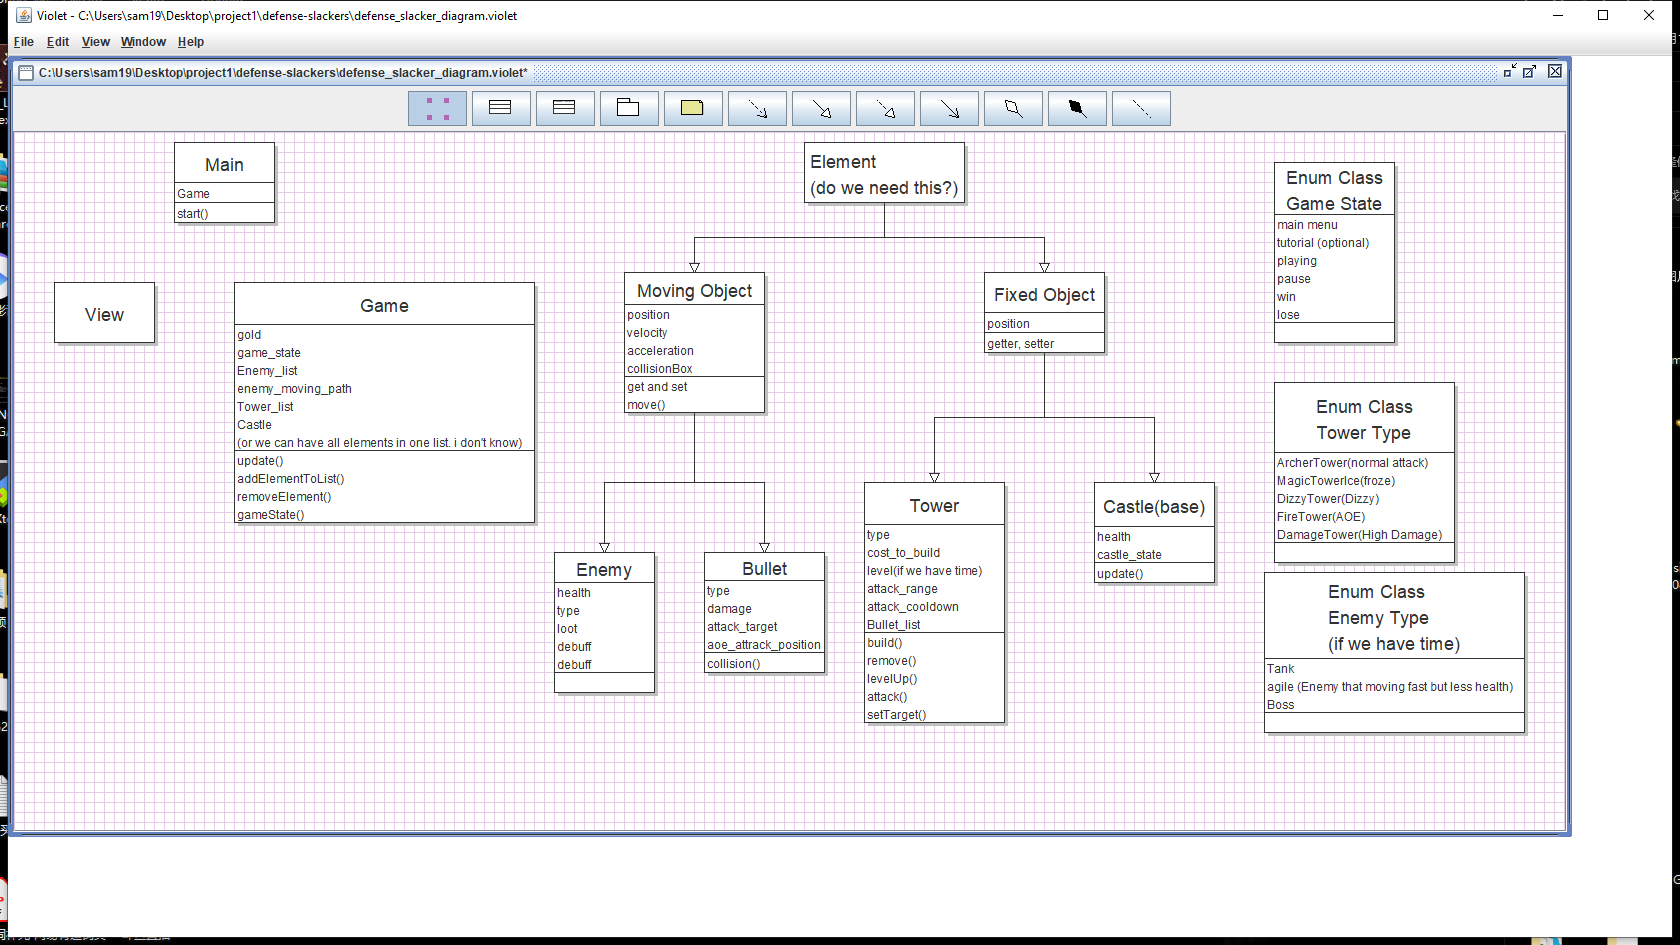 Violet - C:\Users\sam19\Desktop\project1\defense-slackers\defense_slacker_diagram.violet
File Edit View Window Help
C:\Users\sam19\Desktop\project1\defense-slackers\defense_slacker_diagram.violet*
Main
Game
start()
View
Game
gold
game_state
Enemy_list
enemy_moving_path
Tower_list
Castle
(or we can have all elements in one list. i don't know)
update()
addElementToList()
removeElement()
gameState()
Element
(do we need this?)
Moving Object
position
velocity
acceleration
collisionBox
get and set
move()
Fixed Object
position
getter, setter
Enemy
health
type
loot
debuff
debuff
Bullet
type
damage
attack_target
aoe_attrack_position
collision()
Tower
type
cost_to_build
level(if we have time)
attack_range
attack_cooldown
Bullet_list
build()
remove()
levelUp()
attack()
setTarget()
Castle(base)
health
castle_state
update()
Enum Class
Game State
main menu
tutorial (optional)
playing
pause
win
lose
Enum Class
Tower Type
ArcherTower(normal attack)
MagicTowerIce(froze)
DizzyTower(Dizzy)
FireTower(AOE)
DamageTower(High Damage)
Enum Class
Enemy Type
(if we have time)
Tank
agile (Enemy that moving fast but less health)
Boss